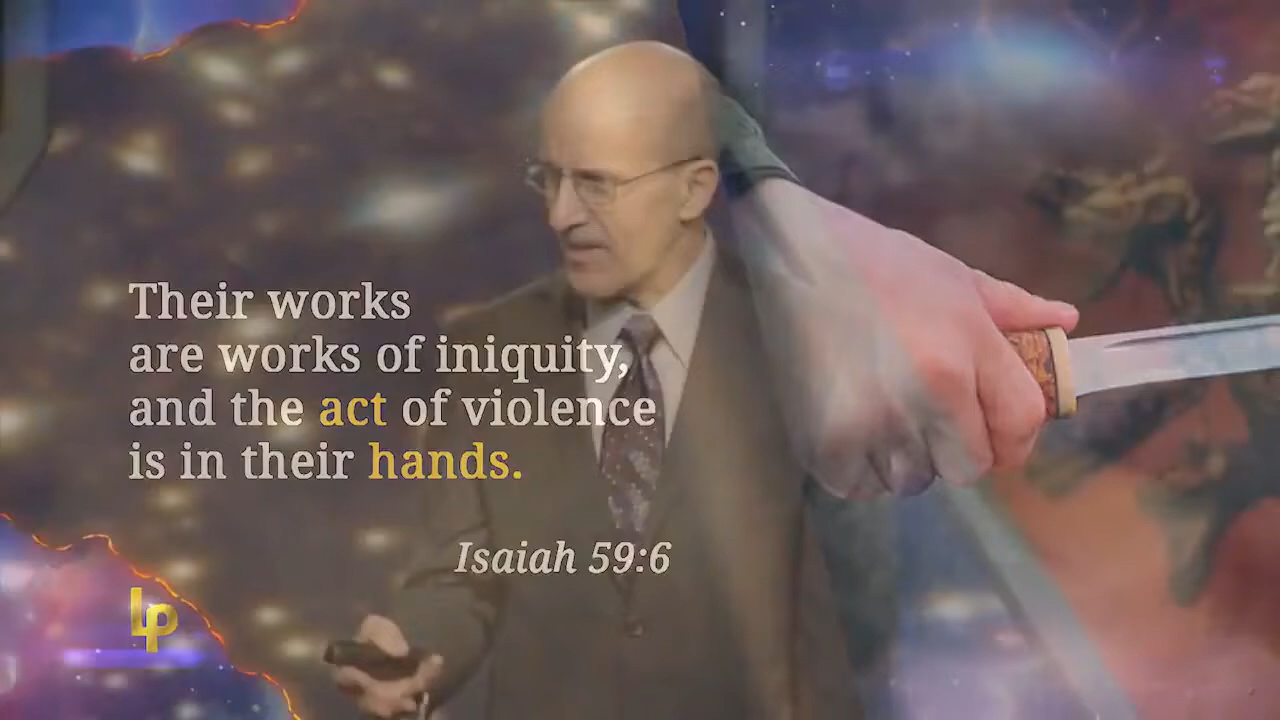 Their works
are works of iniquity,
and the act of violence
is in their hands.
Isaiah 59:6
LP